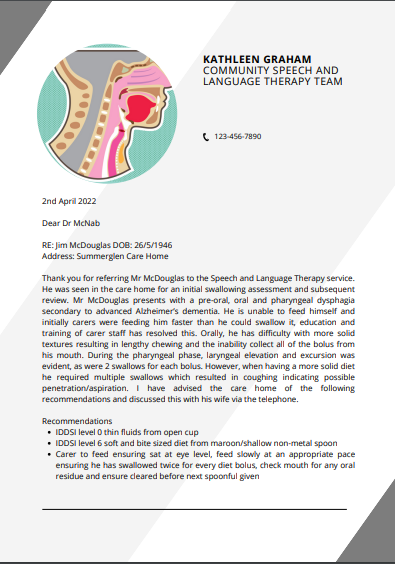 KATHLEEN GRAHAM
COMMUNITY SPEECH AND
LANGUAGE THERAPY TEAM
123-456-7890
2nd April 2022
Dear Dr McNab
RE: Jim McDouglas DOB: 26/5/1946
Address: Summerglen Care Home
Thank you for referring Mr McDouglas to the Speech and Language Therapy service.
He was seen in the care home for an initial swallowing assessment and subsequent
review. Mr McDouglas presents with a pre-oral, oral and pharyngeal dysphagia
secondary to advanced Alzheimer's dementia. He is unable to feed himself and
initially carers were feeding him faster than he could swallow it, education and
training of carer staff has resolved this. Orally, he has difficulty with more solid
textures resulting in lengthy chewing and the inability collect all of the bolus from
his mouth. During the pharyngeal phase, laryngeal elevation and excursion was
evident, as were 2 swallows for each bolus. However, when having a more solid diet
he required multiple swallows which resulted in coughing indicating possible
penetration/aspiration. I have advised the care home of the following
recommendations and discussed this with his wife via the telephone.
Recommendations
• IDDSI level 0 thin fluids from open cup
• IDDSI level 6 soft and bite sized diet from maroon/shallow non-metal spoon
• Carer to feed ensuring sat at eye level, feed slowly at an appropriate pace
ensuring he has swallowed twice for every diet bolus, check mouth for any oral
residue and ensure cleared before next spoonful given